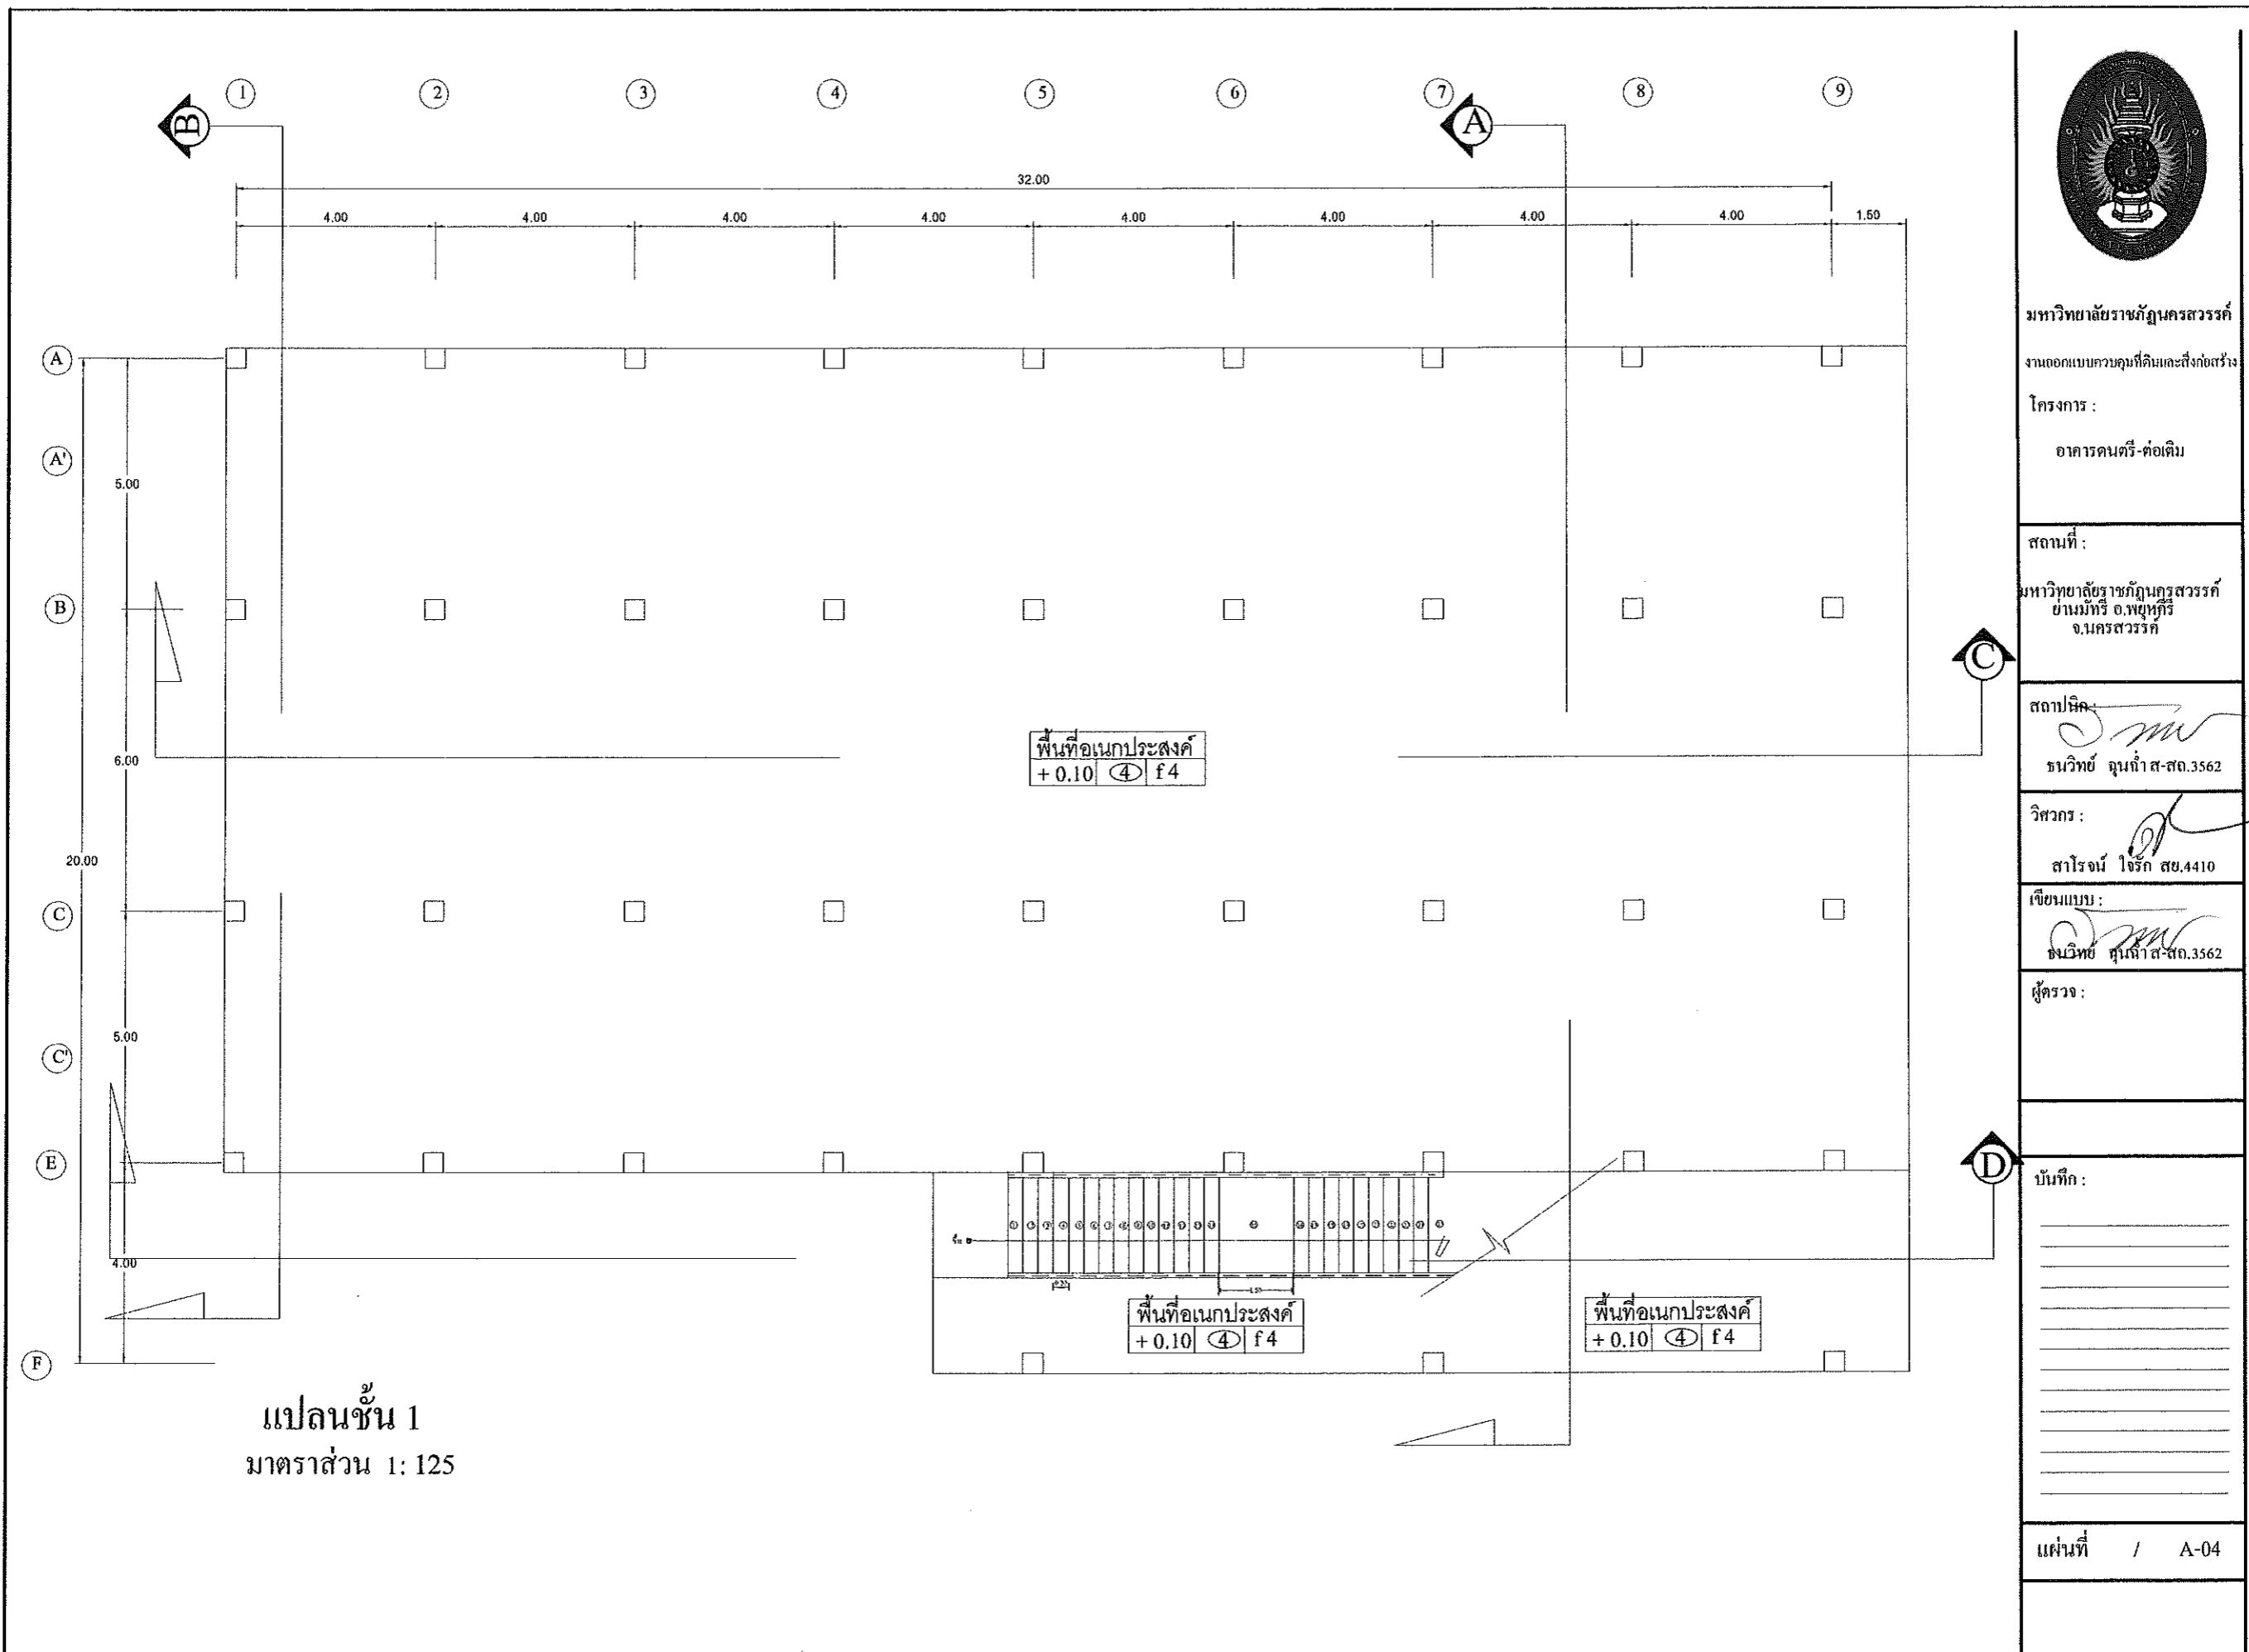 1 2 3 4 5 6 7 8 9
B A
32.00
4.00 4.00 4.00 4.00 4.00 4.00 4.00 4.00 1.50
A
A'
5.00
B
C
6.00
พื้นที่อเนกประสงค์
+ 0.10 4 f 4
20.00
C
5.00
C'
E
D
4.00
1.50
พื้นที่อเนกประสงค์
+ 0.10 4 f 4
พื้นที่อเนกประสงค์
+ 0.10 4 f 4
F
แปลนชั้น 1
มาตราส่วน 1: 125
มหาวิทยาลัยราชภัฏนครสวรรค์
งานออกแบบควบคุมที่ดินและสิ่งก่อสร้าง
โครงการ :
อาคารดนตรี-ต่อเติม
สถานที่ :
มหาวิทยาลัยราชภัฏนครสวรรค์
ย่านมัทรี อ.พยุหคีรี
จ.นครสวรรค์
สถาปนิก :
ธนวิทย์ ฉุนฉ่ำ ส-สถ.3562
วิศวกร :
สาโรจน์ ใจรัก สย.4410
เขียนแบบ :
ธนวิทย์ ฉุนฉ่ำ ส-สถ.3562
ผู้ตรวจ :
บันทึก :
แผ่นที่ / A-04